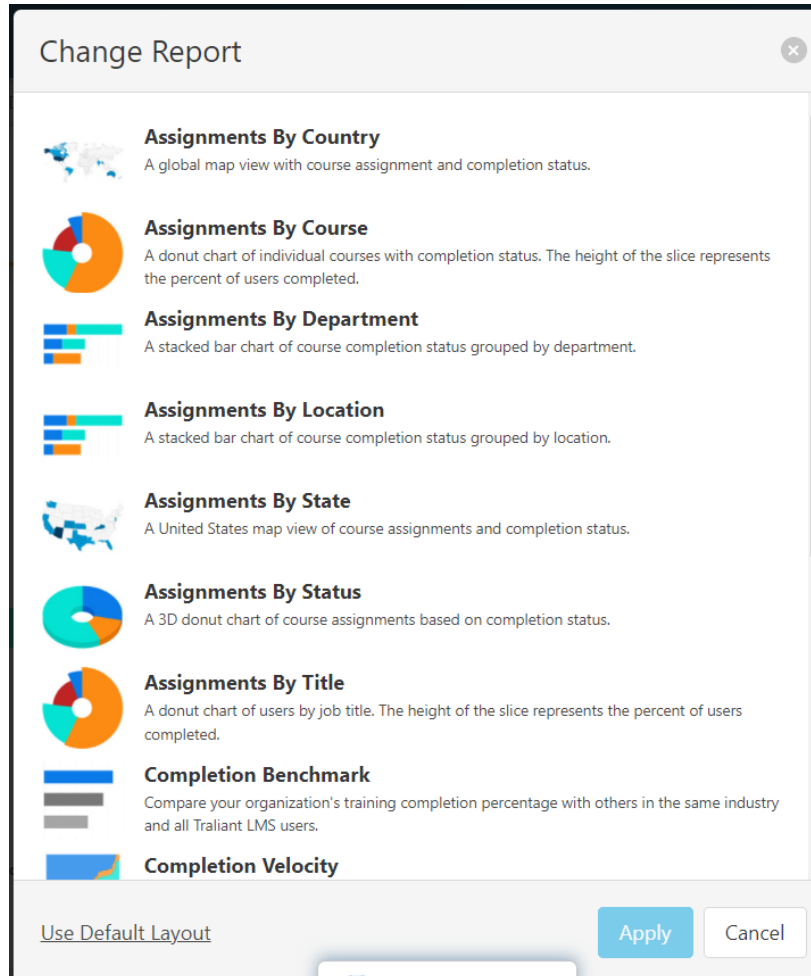 Change Report
Assignments By Country
A global map view with course assignment and completion status.
Assignments By Course
A donut chart of individual courses with completion status. The height of the slice represents
the percent of users completed.
Assignments By Department
A stacked bar chart of course completion status grouped by department.
Assignments By Location
A stacked bar chart of course completion status grouped by location.
Assignments By State
A United States map view of course assignments and completion status.
Assignments By Status
A 3D donut chart of course assignments based on completion status.
Assignments By Title
A donut chart of users by job title. The height of the slice represents the percent of users
completed.
Completion Benchmark
Compare your organization's training completion percentage with others in the same industry
and all Traliant LMS users.
Completion Velocity
Use Default Layout
Apply
Cancel